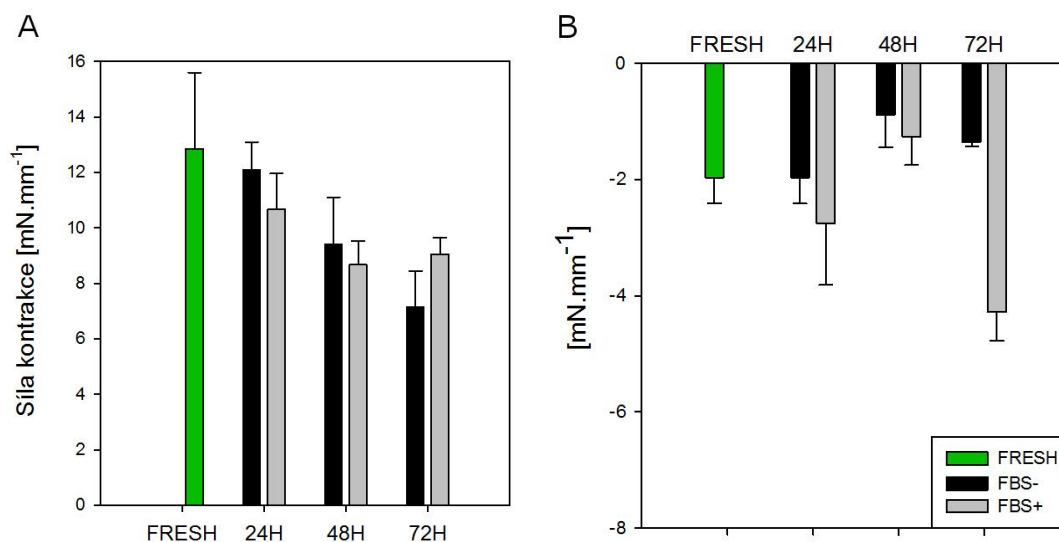 A
Síla kontrakce [mN.mm-1]
16
14
12
10
8
6
4
2
0
FRESH 24H 48H 72H
B
FRESH 24H 48H 72H
[mN.mm-1]
0
-2
-4
-6
-8
FRESH
FBS-
FBS+